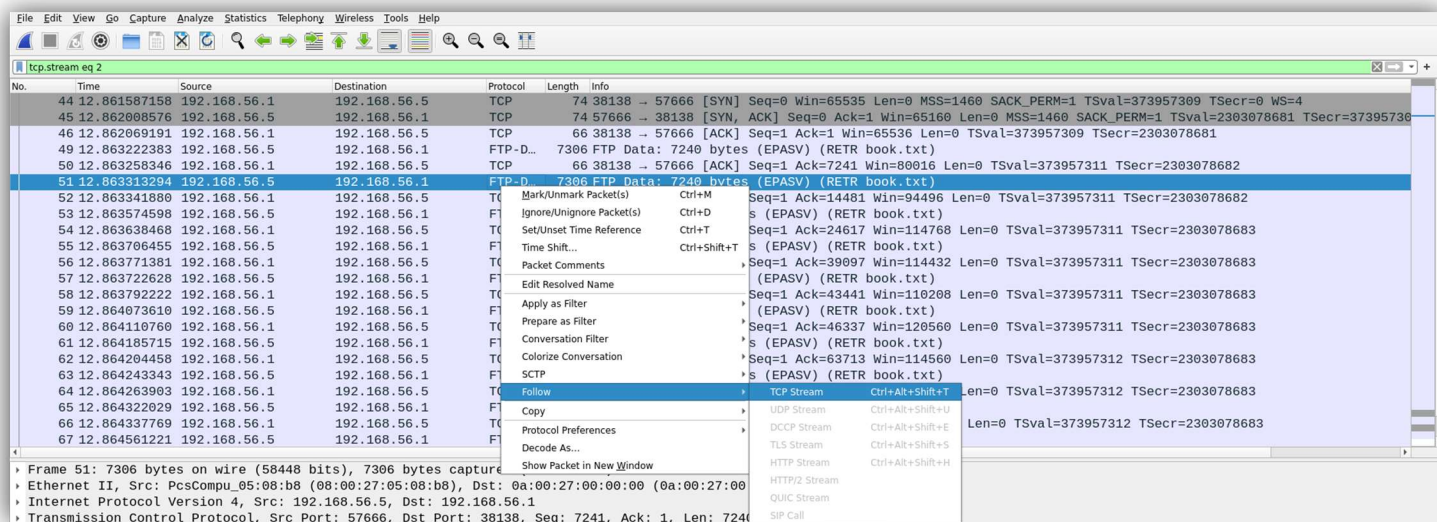 File Edit View Go Capture Analyze Statistics Telephony Wireless Tools Help
tcp.stream eq 2
No. Time Source Destination Protocol Length Info
44 12.861587158 192.168.56.1 192.168.56.5 TCP 74 38138 → 57666 [SYN] Seq=0 Win=65535 Len=0 MSS=1460 SACK_PERM=1 TSval=373957309 TSecr=0 WS=4
45 12.862008576 192.168.56.5 192.168.56.1 TCP 74 57666 → 38138 [SYN, ACK] Seq=0 Ack=1 Win=65160 Len=0 MSS=1460 SACK_PERM=1 TSval=2303078681 TSecr=37395730
46 12.862069191 192.168.56.1 192.168.56.5 TCP 66 38138 → 57666 [ACK] Seq=1 Ack=1 Win=65536 Len=0 TSval=373957309 TSecr=2303078681
49 12.863222383 192.168.56.5 192.168.56.1 FTP-D… 7306 FTP Data: 7240 bytes (EPASV) (RETR book.txt)
50 12.863258346 192.168.56.1 192.168.56.5 TCP 66 38138 → 57666 [ACK] Seq=1 Ack=7241 Win=80016 Len=0 TSval=373957311 TSecr=2303078682
51 12.863313294 192.168.56.5 192.168.56.1 FTP-D… 7306 FTP Data: 7240 bytes (EPASV) (RETR book.txt)
52 12.863341880 192.168.56.1 192.168.56.5 Seq=1 Ack=14481 Win=94496 Len=0 TSval=373957311 TSecr=2303078682
53 12.863574598 192.168.56.5 192.168.56.1 s (EPASV) (RETR book.txt)
54 12.863638468 192.168.56.1 192.168.56.5 Seq=1 Ack=24617 Win=114768 Len=0 TSval=373957311 TSecr=2303078683
55 12.863706455 192.168.56.5 192.168.56.1 s (EPASV) (RETR book.txt)
56 12.863771381 192.168.56.1 192.168.56.5 Seq=1 Ack=39097 Win=114432 Len=0 TSval=373957311 TSecr=2303078683
57 12.863722628 192.168.56.5 192.168.56.1 (EPASV) (RETR book.txt)
58 12.863792222 192.168.56.1 192.168.56.5 Seq=1 Ack=43441 Win=110208 Len=0 TSval=373957311 TSecr=2303078683
59 12.864073610 192.168.56.5 192.168.56.1 (EPASV) (RETR book.txt)
60 12.864110760 192.168.56.1 192.168.56.5 Seq=1 Ack=46337 Win=120560 Len=0 TSval=373957311 TSecr=2303078683
61 12.864185715 192.168.56.5 192.168.56.1 s (EPASV) (RETR book.txt)
62 12.864204458 192.168.56.1 192.168.56.5 Seq=1 Ack=63713 Win=114560 Len=0 TSval=373957312 TSecr=2303078683
63 12.864243343 192.168.56.5 192.168.56.1 s (EPASV) (RETR book.txt)
64 12.864263903 192.168.56.1 192.168.56.5 Len=0 TSval=373957312 TSecr=2303078683
65 12.864322029 192.168.56.5 192.168.56.1
66 12.864337769 192.168.56.1 192.168.56.5 Len=0 TSval=373957312 TSecr=2303078683
67 12.864561221 192.168.56.5 192.168.56.1
Mark/Unmark Packet(s) Ctrl+M
Ignore/Unignore Packet(s) Ctrl+D
Set/Unset Time Reference Ctrl+T
Time Shift... Ctrl+Shift+T
Packet Comments
Edit Resolved Name
Apply as Filter
Prepare as Filter
Conversation Filter
Colorize Conversation
SCTP
Follow
Copy
Protocol Preferences
Decode As...
Show Packet in New Window
TCP Stream Ctrl+Alt+Shift+T
UDP Stream Ctrl+Alt+Shift+U
DCCP Stream Ctrl+Alt+Shift+E
TLS Stream Ctrl+Alt+Shift+S
HTTP Stream Ctrl+Alt+Shift+H
HTTP/2 Stream
QUIC Stream
SIP Call
Frame 51: 7306 bytes on wire (58448 bits), 7306 bytes capture
Ethernet II, Src: PcsCompu_05:08:b8 (08:00:27:05:08:b8), Dst: 0a:00:27:00:00:00 (0a:00:27:00
Internet Protocol Version 4, Src: 192.168.56.5, Dst: 192.168.56.1
Transmission Control Protocol, Src Port: 57666, Dst Port: 38138, Seq: 7241, Ack: 1, Len: 7240